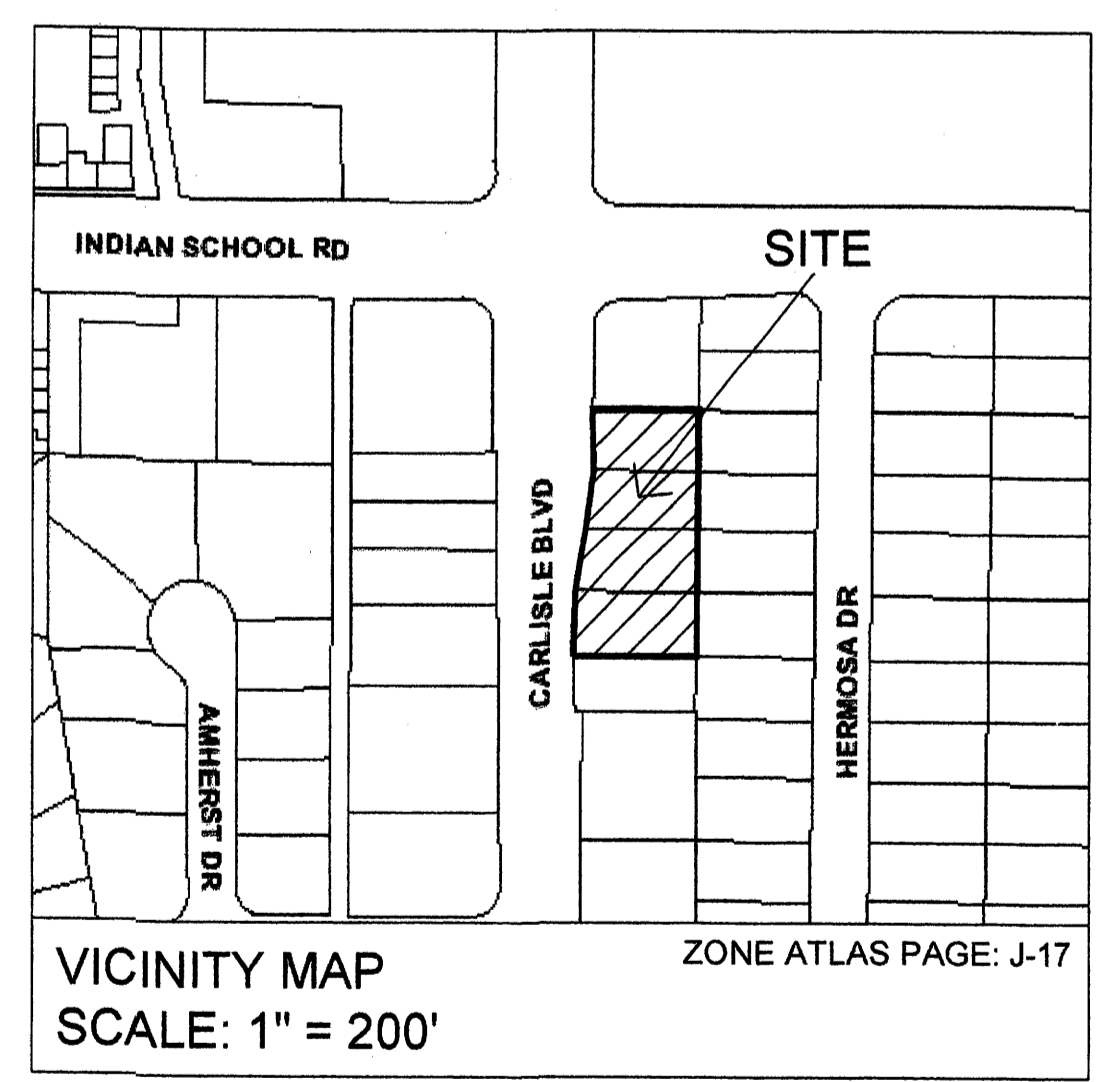 INDIAN SCHOOL RD
SITE
CARLISLE BLVD
HERMOSA DR
AMHERST DR
VICINITY MAP
SCALE: 1" = 200'
ZONE ATLAS PAGE: J-17